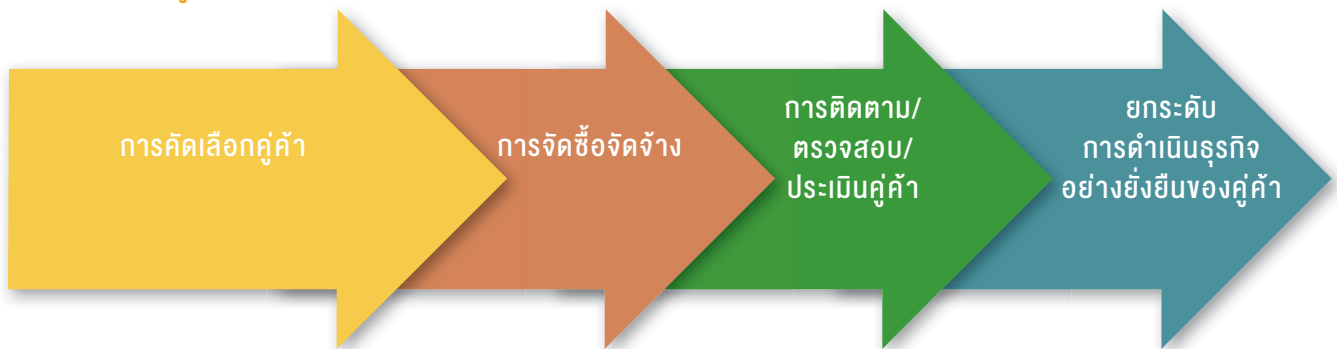 การคัดเลือกคู่ค้า
การจัดซื้อจัดจ้าง
การติดตาม/
ตรวจสอบ/
ประเมินคู่ค้า
ยกระดับ
การดำเนินธุรกิจ
อย่างยั่งยืนของคู่ค้า